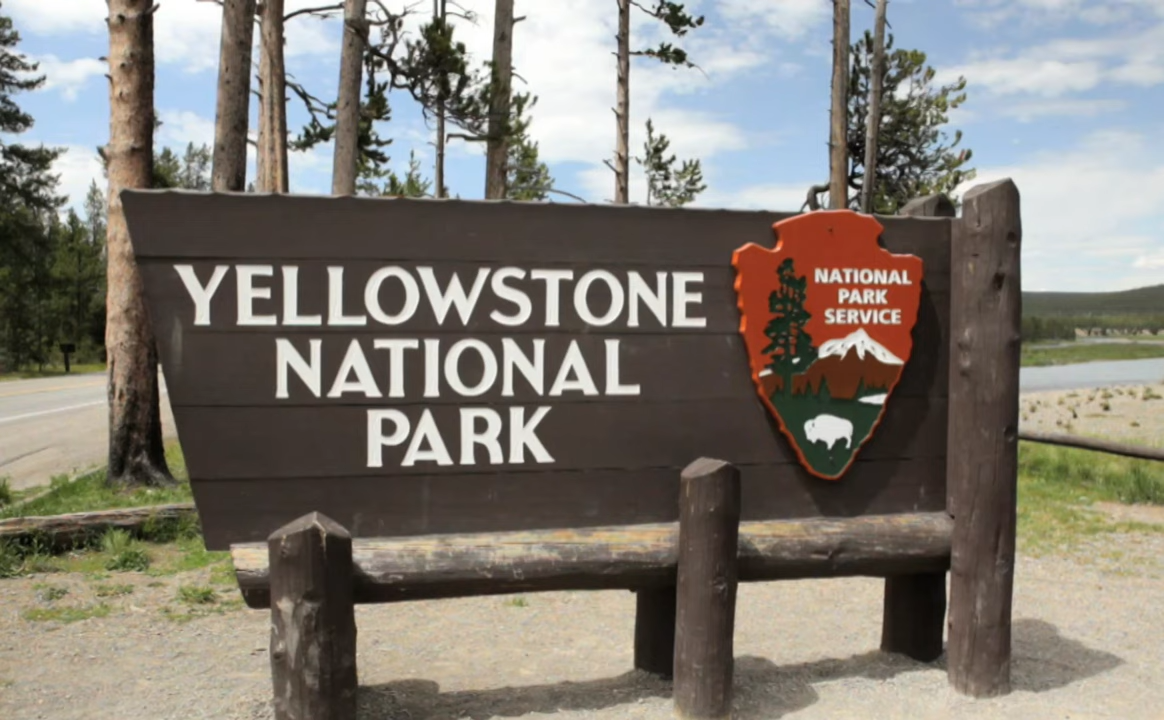 YELLOWSTONE
NATIONAL
PARK
NATIONAL
PARK
SERVICE